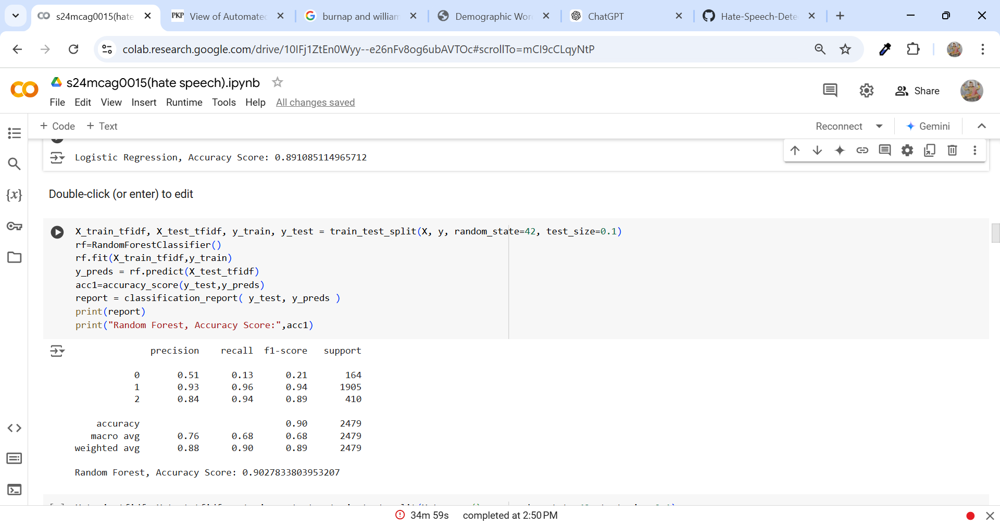 s24mcag0015(hate
PKP View of Automate
burnap and william
Demographic Wor
ChatGPT
Hate-Speech-Dete
colab.research.google.com/drive/10IFj1ZtEn0Wyy--e26nFv8og6ubAVTOc#scrollTo=mCI9cCLqyNtP
s24mcag0015(hate speech).ipynb
Share
File Edit View Insert Runtime Tools Help All changes saved
+ Code + Text
Reconnect
Gemini
Logistic Regression, Accuracy Score: 0.891085114965712
Double-click (or enter) to edit
X_train_tfidf, X_test_tfidf, y_train, y_test = train_test_split(X, y, random_state=42, test_size=0.1)
rf=RandomForestClassifier()
rf.fit(X_train_tfidf,y_train)
y_preds = rf.predict(X_test_tfidf)
acc1=accuracy_score(y_test,y_preds)
report = classification_report( y_test, y_preds )
print(report)
print("Random Forest, Accuracy Score:",acc1)
precision recall f1-score support
0 0.51 0.13 0.21 164
1 0.93 0.96 0.94 1905
2 0.84 0.94 0.89 410
accuracy 0.90 2479
macro avg 0.76 0.68 0.68 2479
weighted avg 0.88 0.90 0.89 2479
Random Forest, Accuracy Score: 0.9027833803953207
34m 59s completed at 2:50 PM